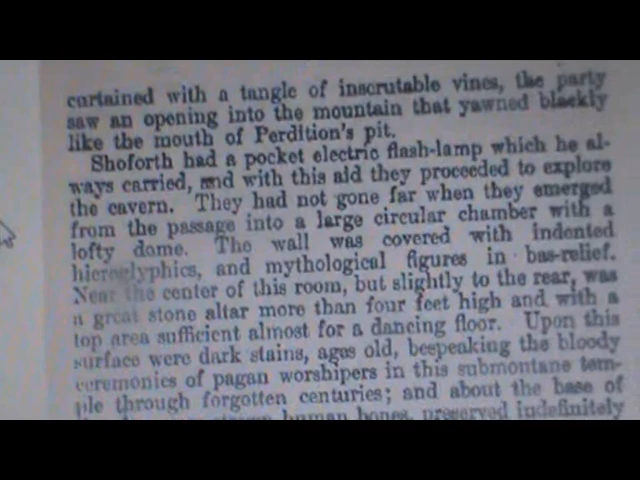 curtained with a tangle of inscrutable vines, the party
saw an opening into the mountain that yawned blackly
like the mouth of Perdition's pit.
Shoforth had a pocket electric flash-lamp which he al-
ways carried, and with this aid they proceeded to explore
the cavern. They had not gone far when they emerged
from the passage into a large circular chamber with a
lofty dome. The wall was covered with indented
hieroglyphics, and mythological figures in bas-relief.
Near the center of this room, but slightly to the rear, was
a great stone altar more than four feet high and with a
top area sufficient almost for a dancing floor. Upon this
surface were dark stains, ages old, bespeaking the bloody
ceremonies of pagan worshipers in this submontane tem-
ple through forgotten centuries; and about the base of
human bones, preserved indefinitely